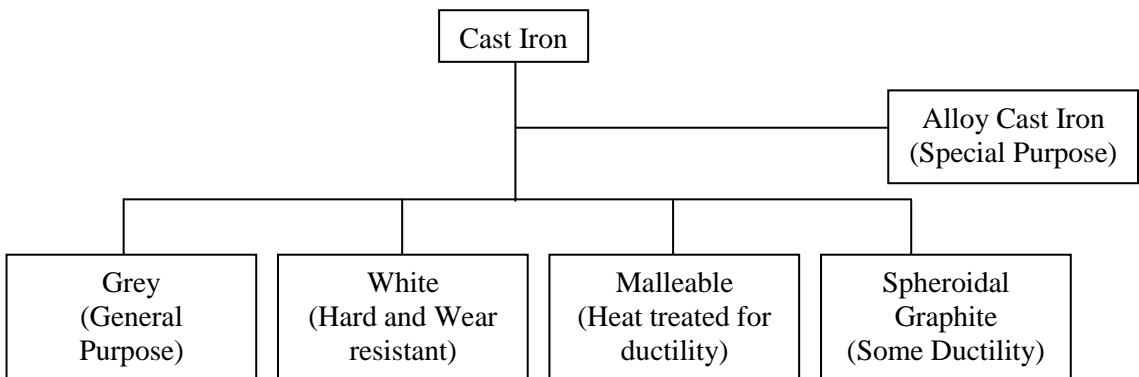 Cast Iron
Alloy Cast Iron
(Special Purpose)
Grey
(General
Purpose)
White
(Hard and Wear
resistant)
Malleable
(Heat treated for
ductility)
Spheroidal
Graphite
(Some Ductility)